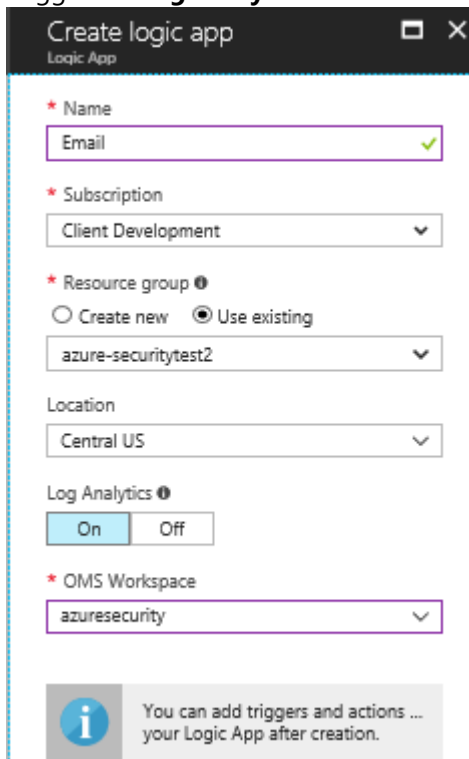 Create logic app
Logic App
* Name
Email
* Subscription
Client Development
* Resource group
Create new Use existing
azure-securitytest2
Location
Central US
Log Analytics
On Off
* OMS Workspace
azuresecurity
You can add triggers and actions ...
your Logic App after creation.